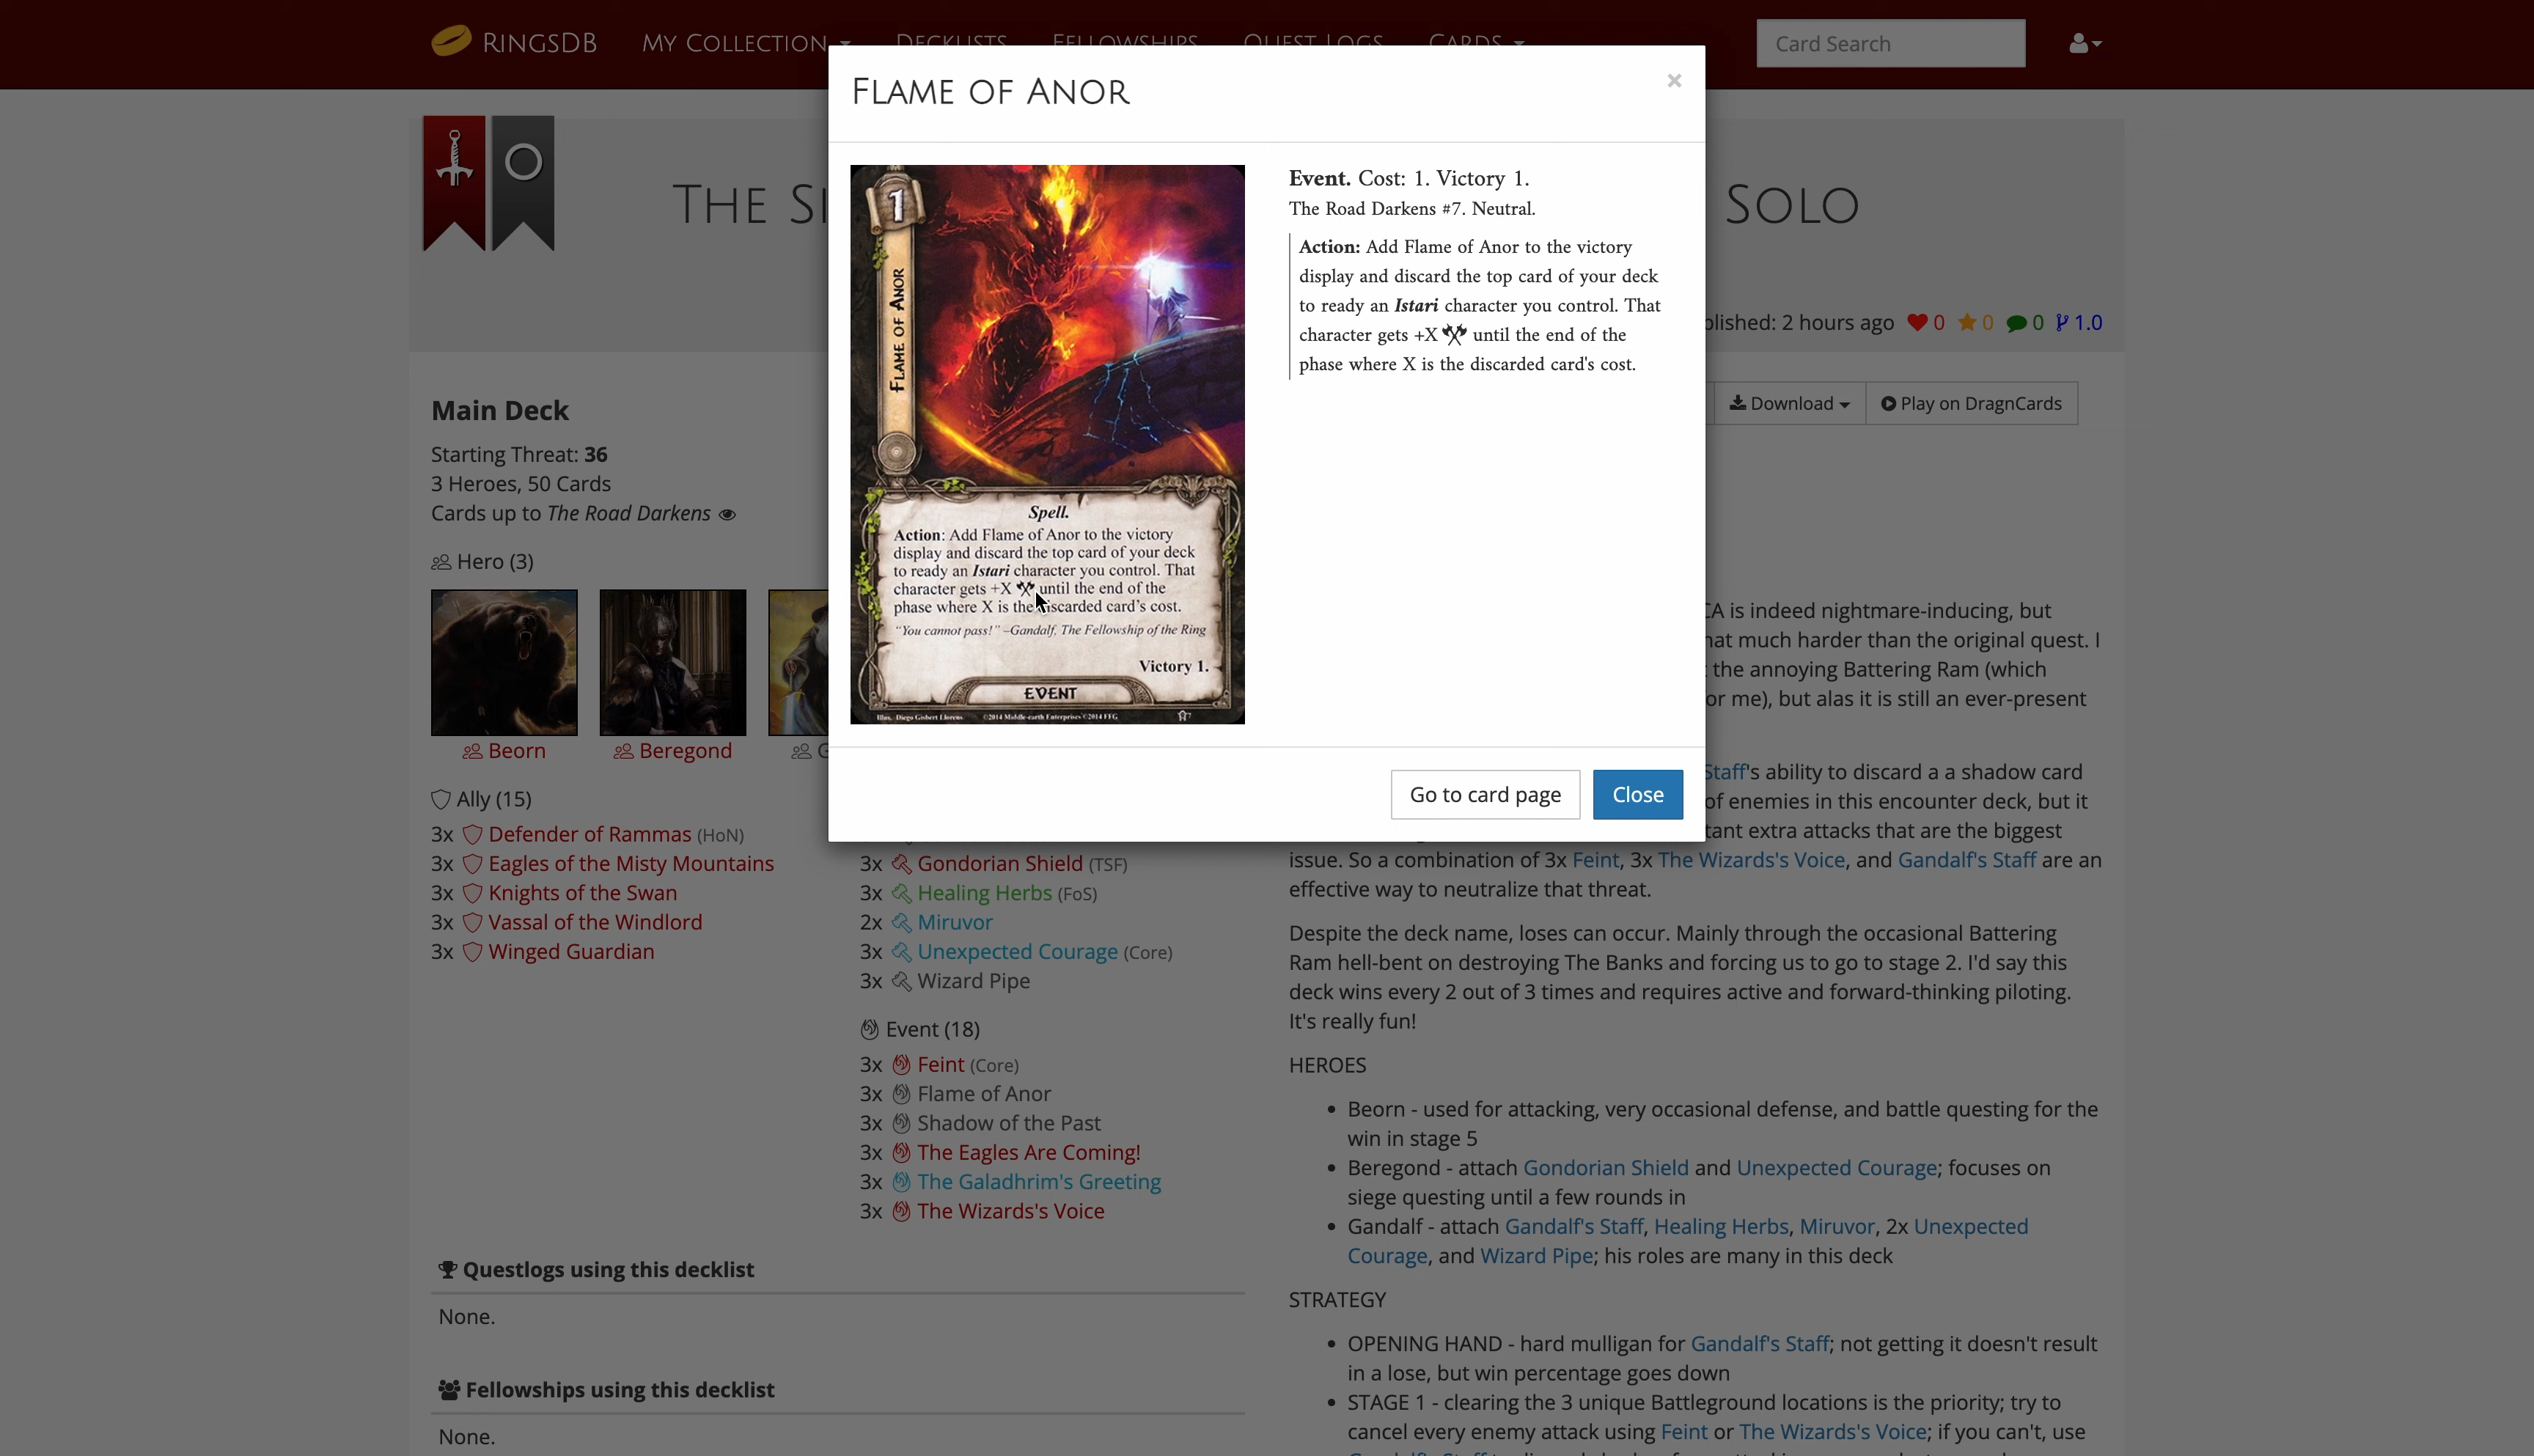 RINGSDB
MY COLLECTION
DECKLISTS
FELLOWSHIPS
QUEST LOGS
CARDS
Card Search
FLAME OF ANOR
×
THE
SOLO
1
FLAME OF ANOR
Spell.
Action: Add Flame of Anor to the victory
display and discard the top card of your deck
to ready an Istari character you control. That
character gets +X until the end of the
phase where X is the discarded card's cost.
"You cannot pass!" –Gandalf, The Fellowship of the Ring
Victory 1.
EVENT
Illus. Diego Gisbert Llorens ©2014 Middle-earth Enterprises ©2014 FFG 7
Event. Cost: 1. Victory 1.
The Road Darkens #7. Neutral.
Action: Add Flame of Anor to the victory
display and discard the top card of your deck
to ready an Istari character you control. That
character gets +X until the end of the
phase where X is the discarded card's cost.
Go to card page
Close
2 hours ago 0 0 0 1.0
Download
Play on DragnCards
Main Deck
Starting Threat: 36
3 Heroes, 50 Cards
Cards up to The Road Darkens
Hero (3)
Beorn
Beregond
Ally (15)
3x Defender of Rammas (HoN)
3x Eagles of the Misty Mountains
3x Knights of the Swan
3x Vassal of the Windlord
3x Winged Guardian
3x Gondorian Shield (TSF)
3x Healing Herbs (FoS)
2x Miruvor
3x Unexpected Courage (Core)
3x Wizard Pipe
Event (18)
3x Feint (Core)
3x Flame of Anor
3x Shadow of the Past
3x The Eagles Are Coming!
3x The Galadhrim's Greeting
3x The Wizards's Voice
Questlogs using this decklist
None.
Fellowships using this decklist
None.
is indeed nightmare-inducing, but
much harder than the original quest. I
the annoying Battering Ram (which
me), but alas it is still an ever-present
Staff's ability to discard a a shadow card
of enemies in this encounter deck, but it
extra attacks that are the biggest
issue. So a combination of 3x Feint, 3x The Wizards's Voice, and Gandalf's Staff are an
effective way to neutralize that threat.
Despite the deck name, loses can occur. Mainly through the occasional Battering
Ram hell-bent on destroying The Banks and forcing us to go to stage 2. I'd say this
deck wins every 2 out of 3 times and requires active and forward-thinking piloting.
It's really fun!
HEROES
• Beorn - used for attacking, very occasional defense, and battle questing for the
win in stage 5
• Beregond - attach Gondorian Shield and Unexpected Courage; focuses on
siege questing until a few rounds in
• Gandalf - attach Gandalf's Staff, Healing Herbs, Miruvor, 2x Unexpected
Courage, and Wizard Pipe; his roles are many in this deck
STRATEGY
• OPENING HAND - hard mulligan for Gandalf's Staff; not getting it doesn't result
in a lose, but win percentage goes down
• STAGE 1 - clearing the 3 unique Battleground locations is the priority; try to
cancel every enemy attack using Feint or The Wizards's Voice; if you can't, use